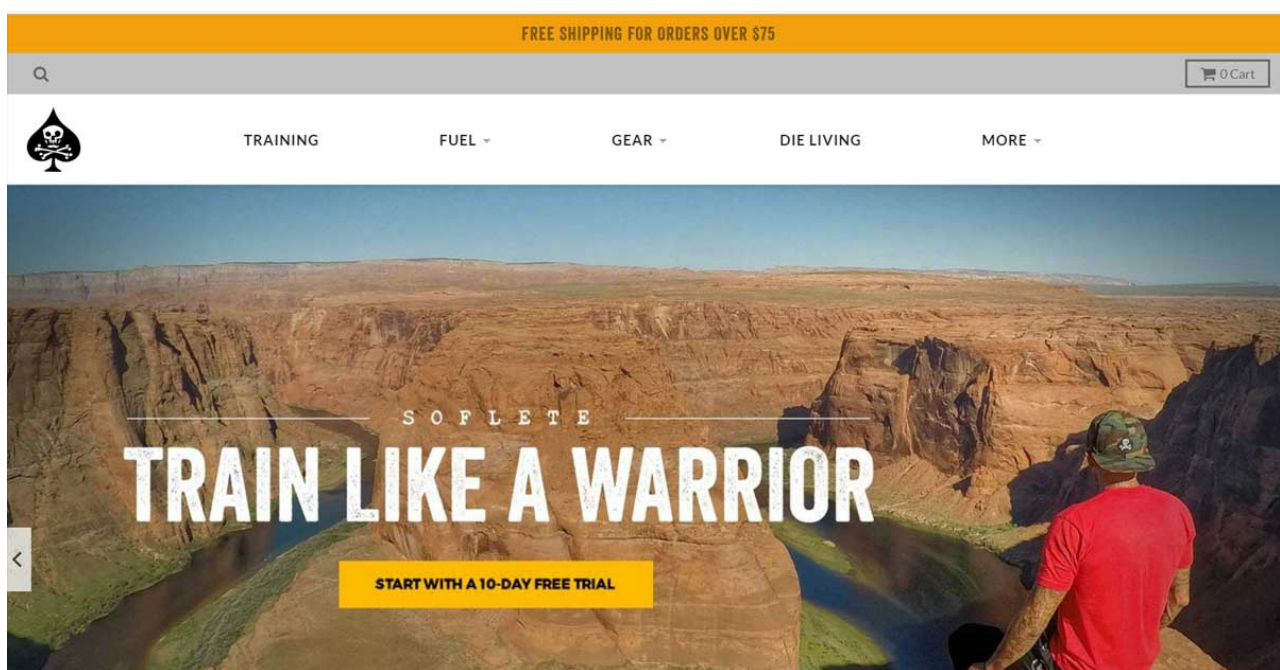 FREE SHIPPING FOR ORDERS OVER $75
0 Cart
TRAINING FUEL GEAR DIE LIVING MORE
SOFLETE
TRAIN LIKE A WARRIOR
START WITH A 10-DAY FREE TRIAL